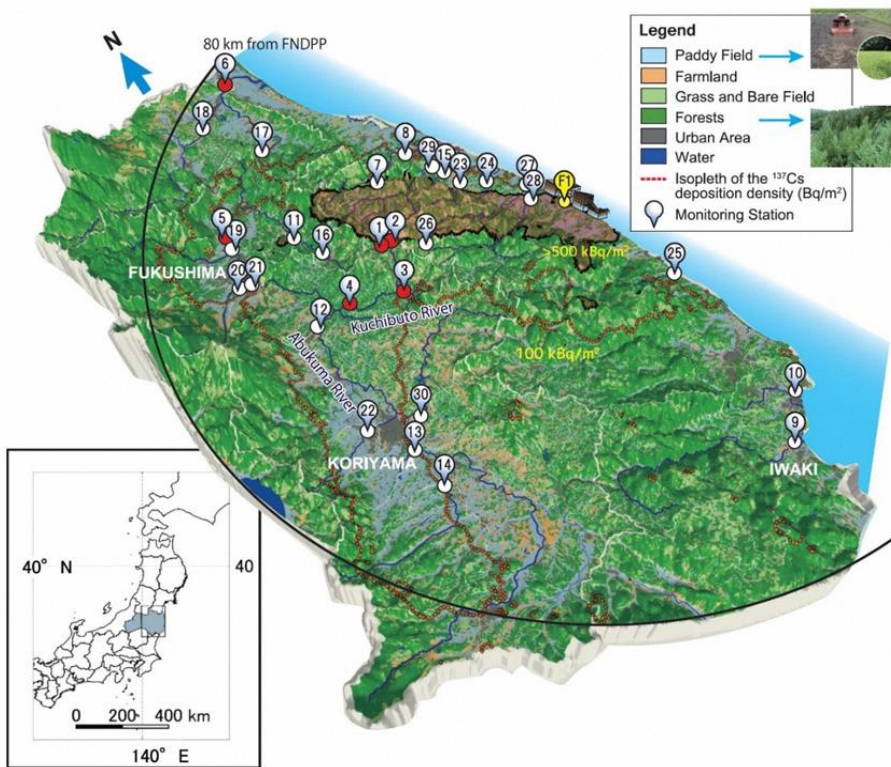 N
80 km from FNDPP
6
18
17
8
29
15
23
24
27
28
F1
7
5
19
11
16
1
2
26
25
FUKUSHIMA
20
21
4
3
>500 kBq/m²
12
Kuchibuto River
100 kBq/m²
Abukuma River
10
22
30
13
9
KORIYAMA
14
IWAKI
Legend
Paddy Field
Farmland
Grass and Bare Field
Forests
Urban Area
Water
Isopleth of the ¹³⁷Cs
deposition density (Bq/m²)
Monitoring Station
40° N
40
0 200 400 km
140° E